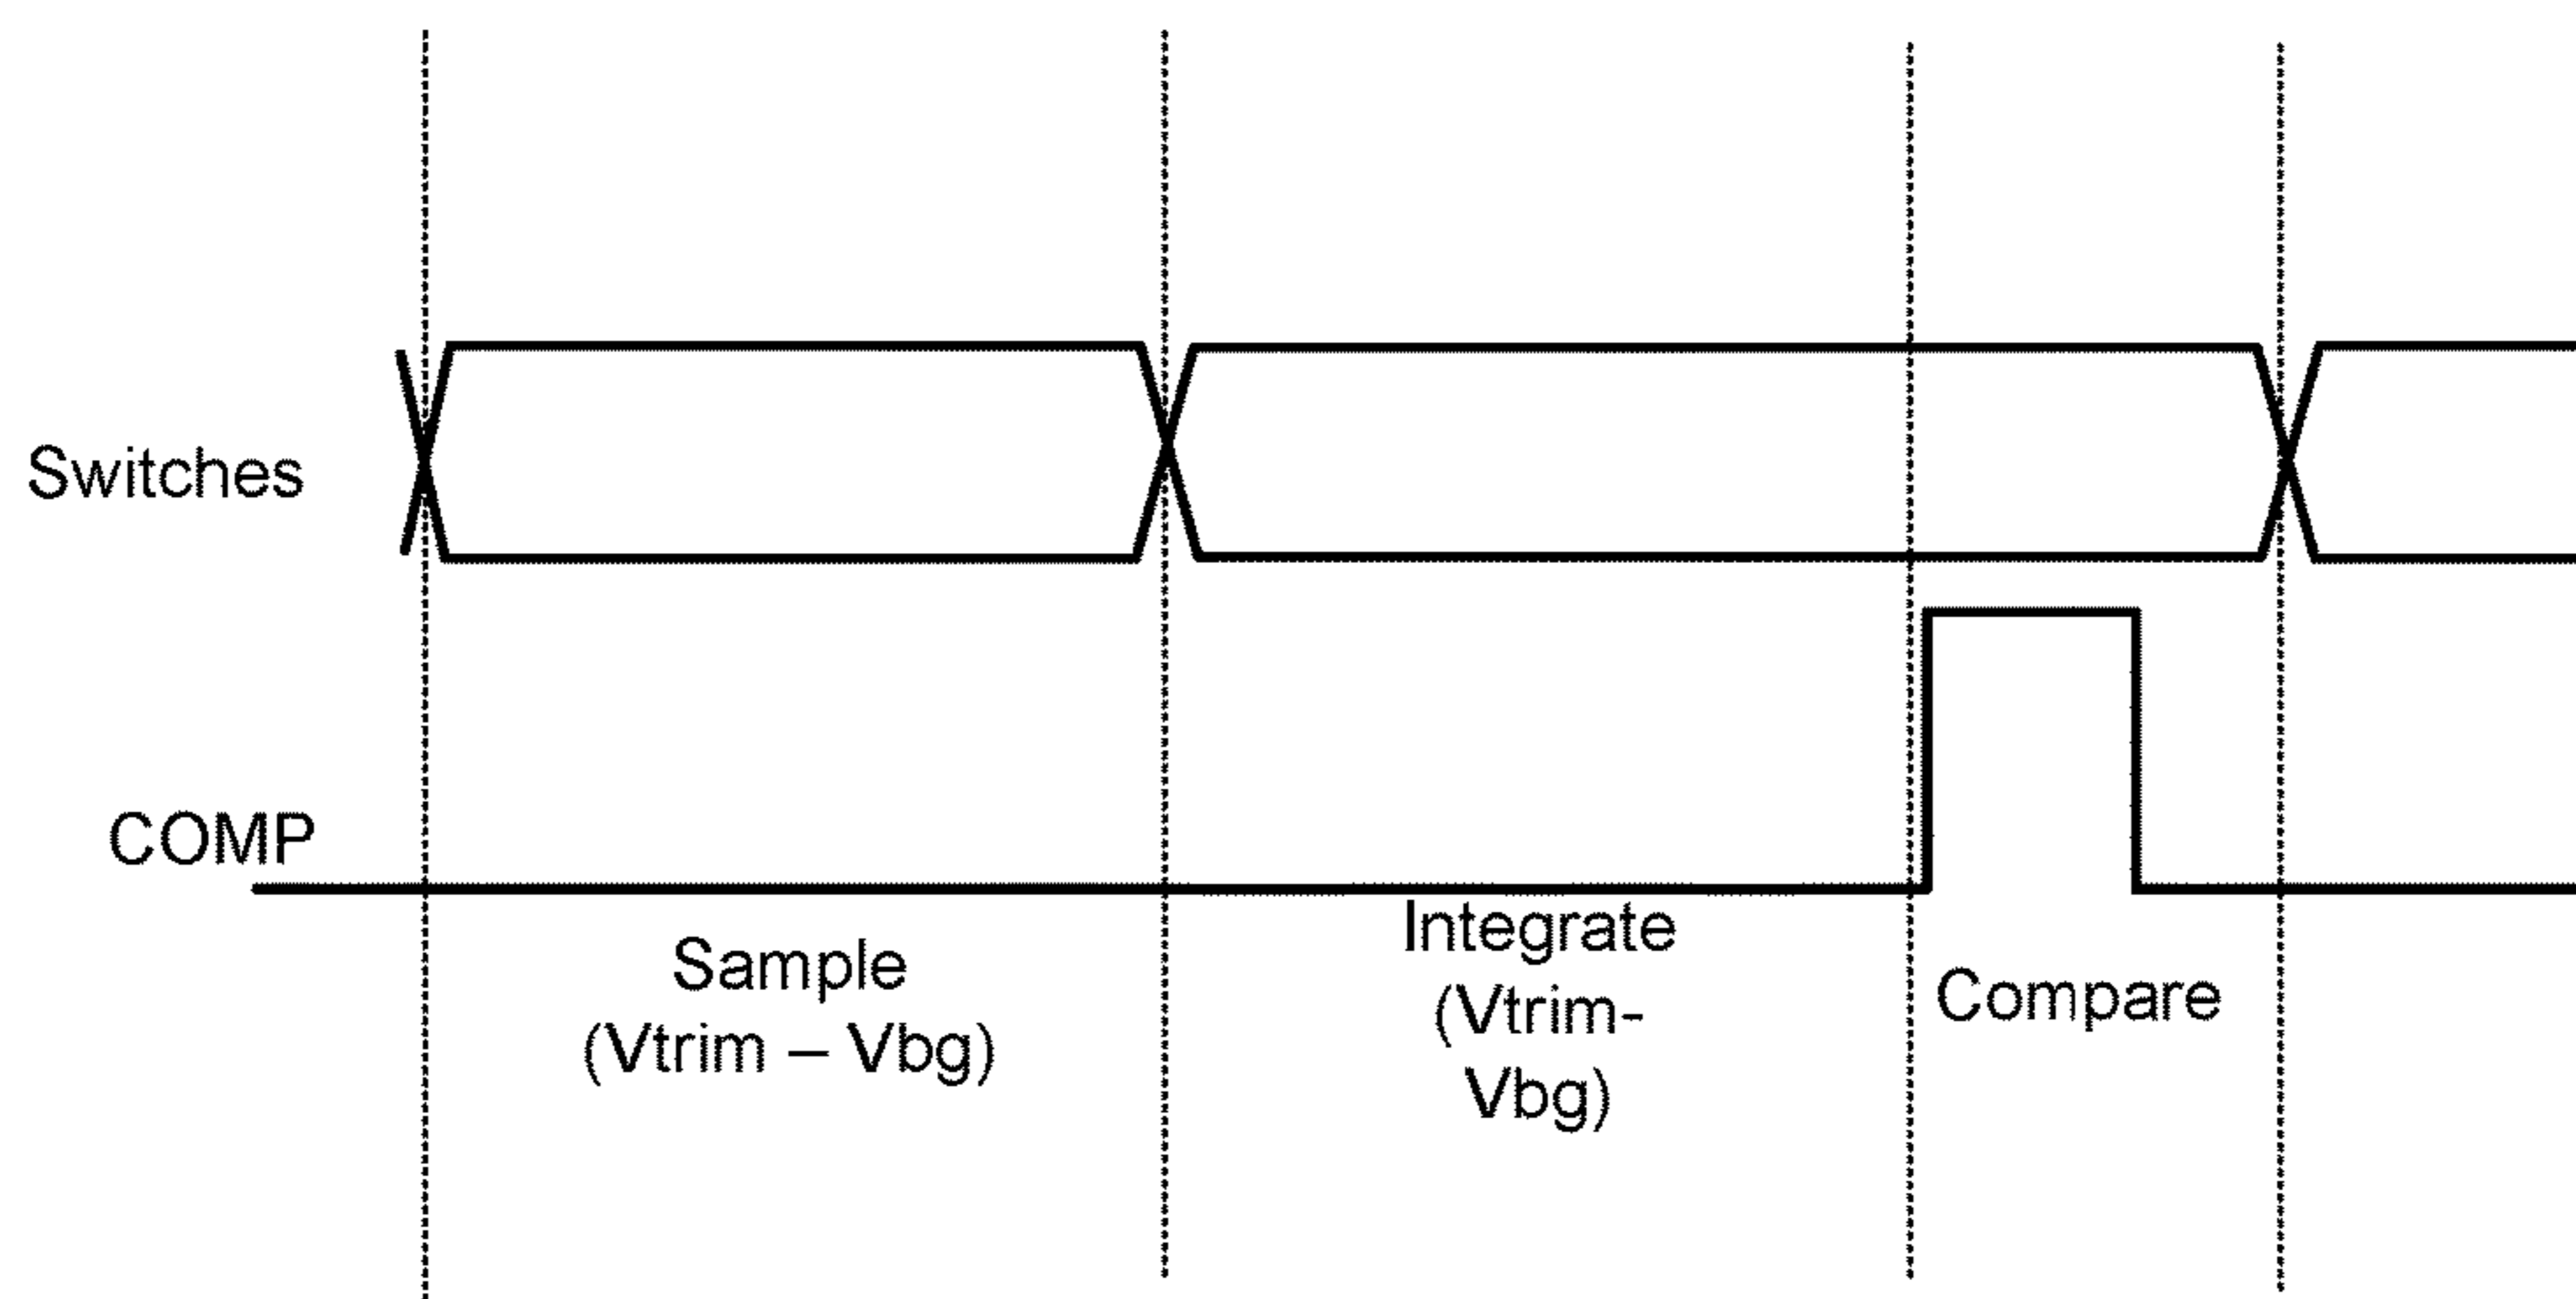 Switches
COMP
Sample
(Vtrim – Vbg)
Integrate
(Vtrim-
Vbg)
Compare